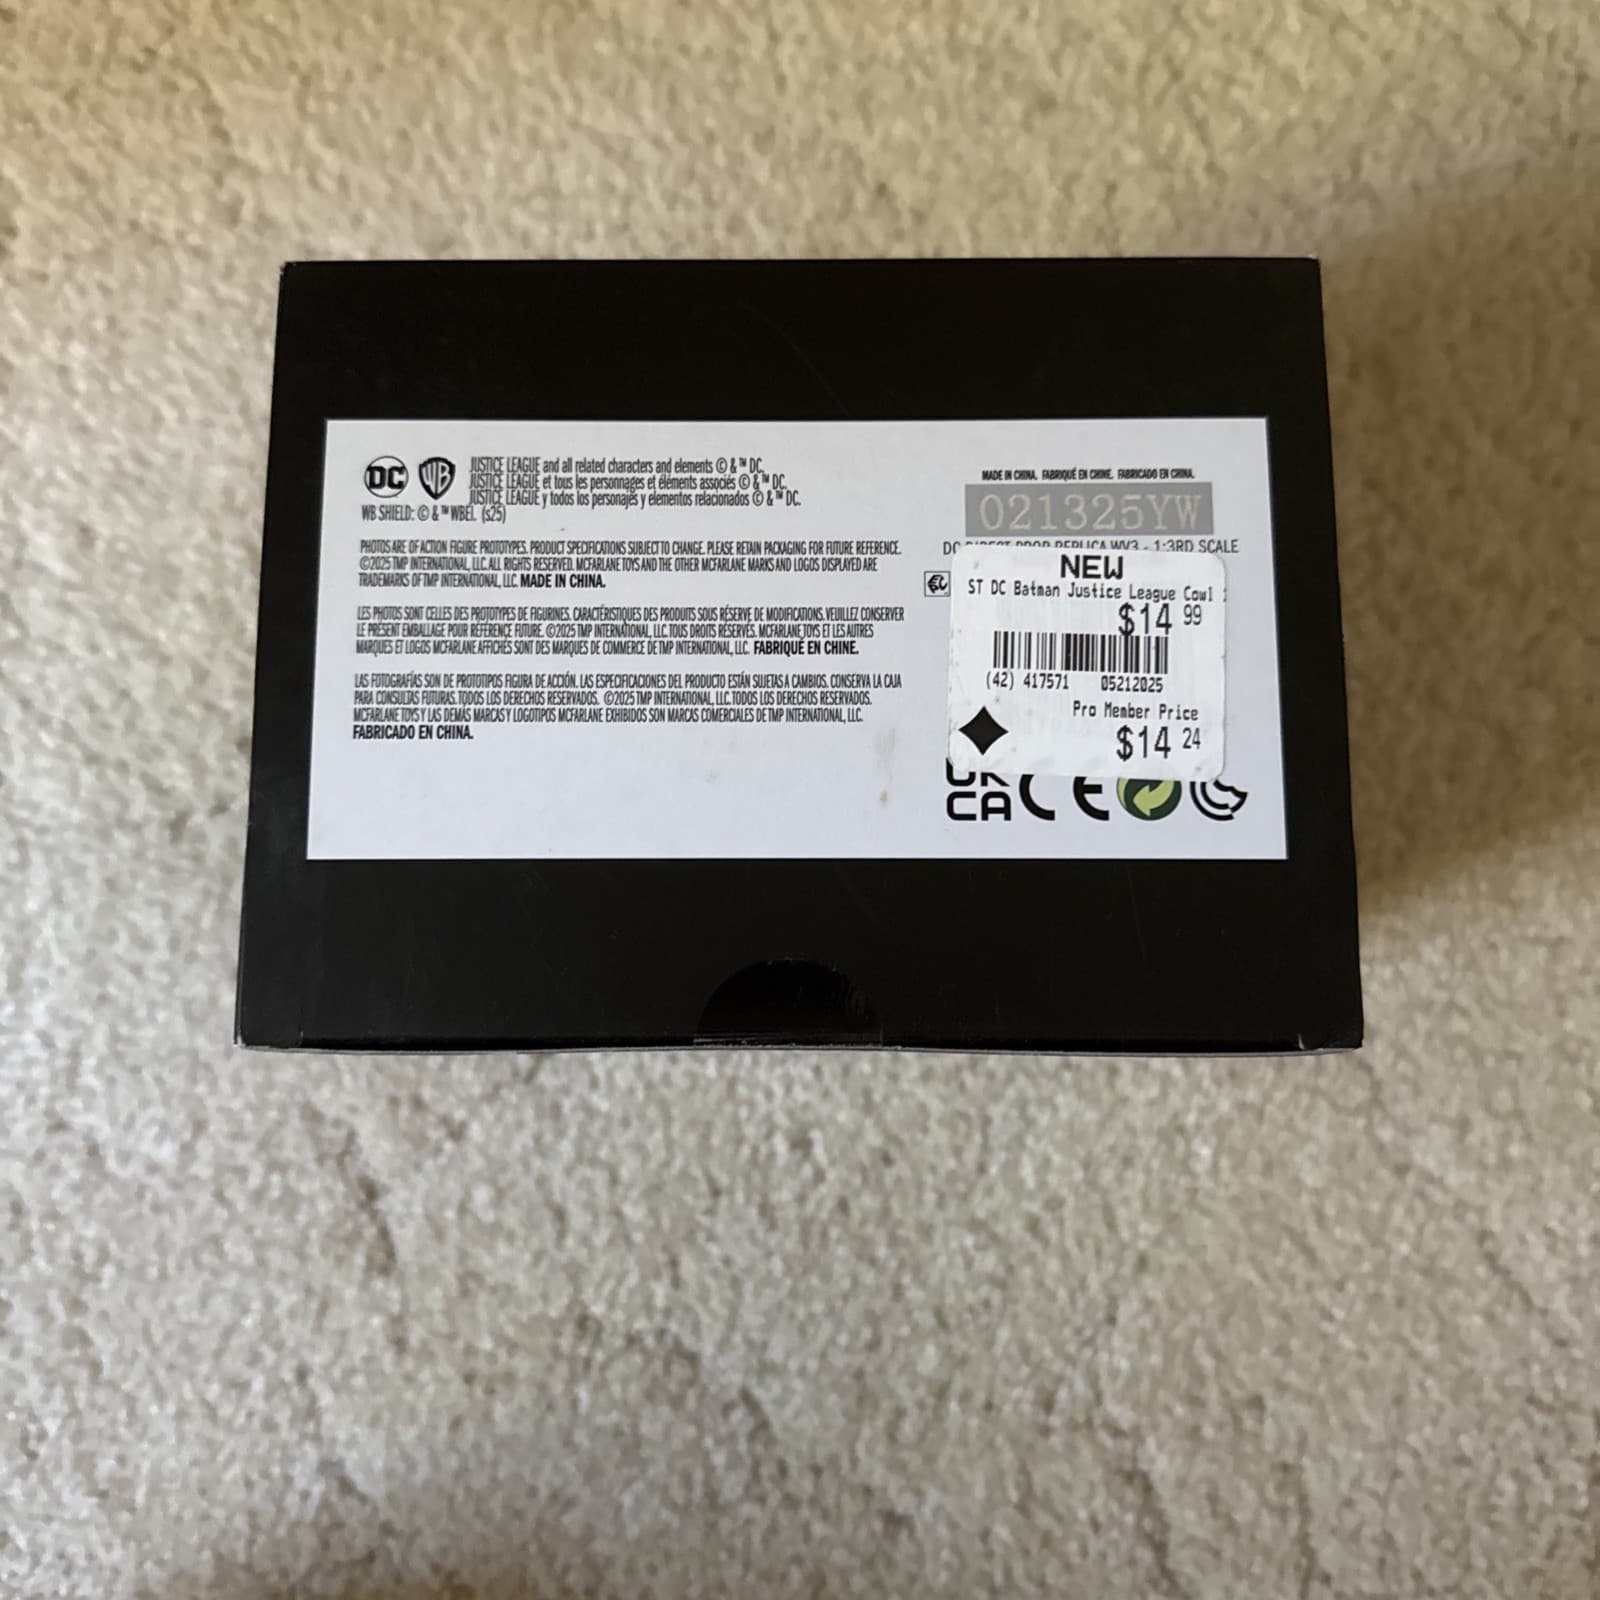 DC WB JUSTICE LEAGUE and all related characters and elements © & ™ DC.
JUSTICE LEAGUE et tous les personnages et éléments associés © & ™ DC.
JUSTICE LEAGUE y todos los personajes y elementos relacionados © & ™ DC.
WB SHIELD: © & ™ WBEI. (s25)
PHOTOS ARE OF ACTION FIGURE PROTOTYPES. PRODUCT SPECIFICATIONS SUBJECT TO CHANGE. PLEASE RETAIN PACKAGING FOR FUTURE REFERENCE.
©2025 TMP INTERNATIONAL, LLC. ALL RIGHTS RESERVED. MCFARLANE TOYS AND THE OTHER MCFARLANE MARKS AND LOGOS DISPLAYED ARE
TRADEMARKS OF TMP INTERNATIONAL, LLC. MADE IN CHINA.
LES PHOTOS SONT CELLES DES PROTOTYPES DE FIGURINES. CARACTÉRISTIQUES DES PRODUITS SOUS RÉSERVE DE MODIFICATIONS. VEUILLEZ CONSERVER
LE PRÉSENT EMBALLAGE POUR RÉFÉRENCE FUTURE. ©2025 TMP INTERNATIONAL, LLC. TOUS DROITS RÉSERVÉS. MCFARLANE TOYS ET LES AUTRES
MARQUES ET LOGOS MCFARLANE AFFICHÉS SONT DES MARQUES DE COMMERCE DE TMP INTERNATIONAL, LLC. FABRIQUÉ EN CHINE.
LAS FOTOGRAFÍAS SON DE PROTOTIPOS FIGURA DE ACCIÓN. LAS ESPECIFICACIONES DEL PRODUCTO ESTÁN SUJETAS A CAMBIOS. CONSERVA LA CAJA
PARA CONSULTAS FUTURAS. TODOS LOS DERECHOS RESERVADOS. ©2025 TMP INTERNATIONAL, LLC. TODOS LOS DERECHOS RESERVADOS.
MCFARLANE TOYS Y LAS DEMÁS MARCAS Y LOGOTIPOS MCFARLANE EXHIBIDOS SON MARCAS COMERCIALES DE TMP INTERNATIONAL, LLC.
FABRICADO EN CHINA.
MADE IN CHINA. FABRIQUÉ EN CHINE. FABRICADO EN CHINA.
021325YW
DC DIRECT PROP REPLICA WV3 - 1:3RD SCALE
NEW
ST DC Batman Justice League Cowl
$14 99
(42) 417571 05212025
Pro Member Price
$14 24
UK
CA CE